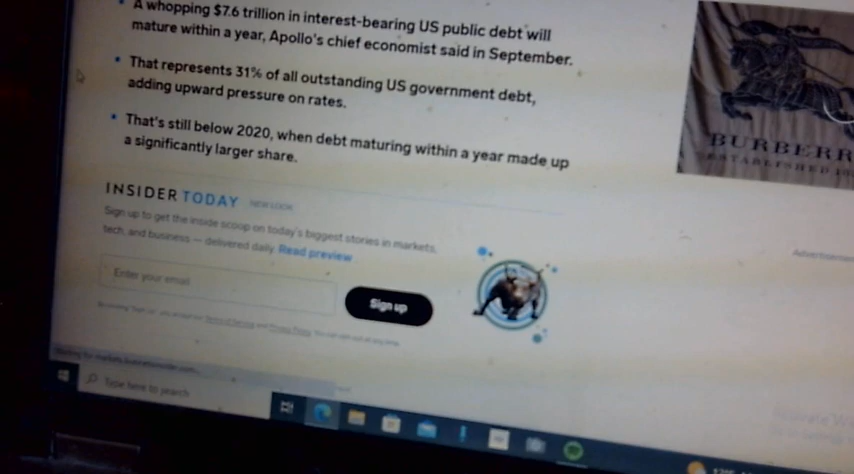 A whopping $7.6 trillion in interest-bearing US public debt will
mature within a year, Apollo's chief economist said in September.
That represents 31% of all outstanding US government debt,
adding upward pressure on rates.
That's still below 2020, when debt maturing within a year made up
a significantly larger share.
INSIDER TODAY NEW LOOK
Sign up to get the inside scoop on today's biggest stories in markets,
tech, and business — delivered daily. Read preview
Enter your email
Sign up
Type here to search
BURBERR
ESTABLISHED
Advertisement